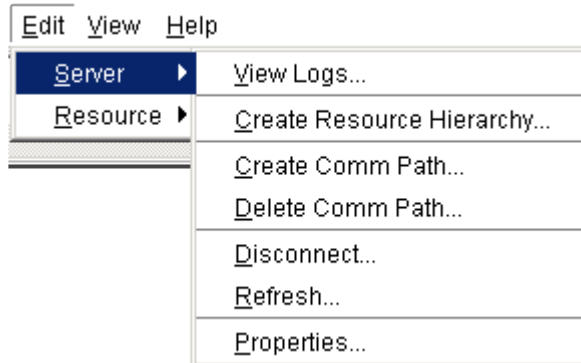 Edit View Help
Server
Resource
View Logs...
Create Resource Hierarchy...
Create Comm Path...
Delete Comm Path...
Disconnect...
Refresh...
Properties...